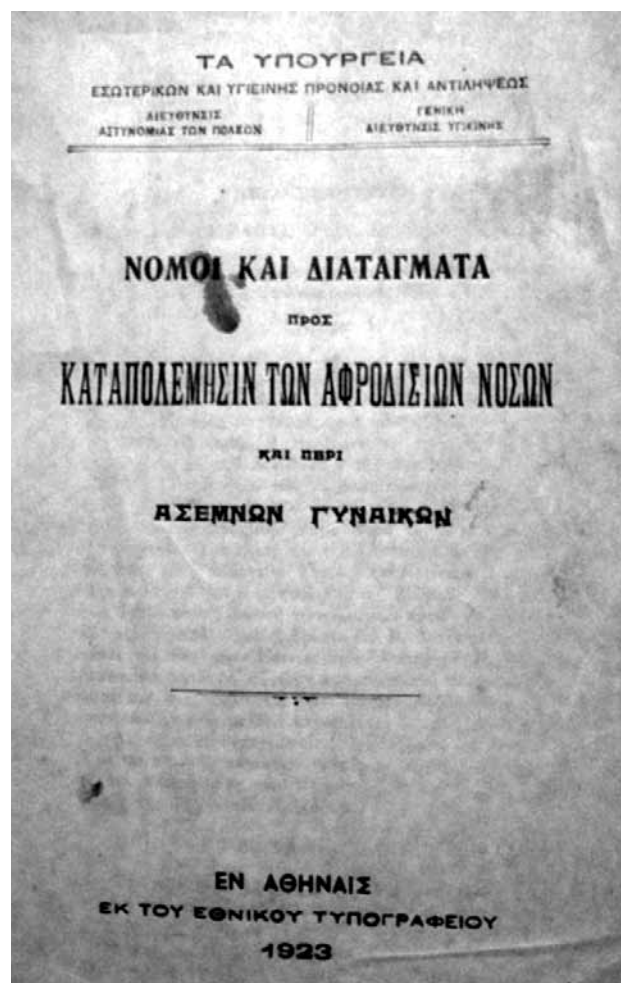 ΤΑ ΥΠΟΥΡΓΕΙΑ
ΕΣΩΤΕΡΙΚΩΝ ΚΑΙ ΥΓΙΕΙΝΗΣ ΠΡΟΝΟΙΑΣ ΚΑΙ ΑΝΤΙΛΗΨΕΩΣ
ΔΙΕΥΘΥΝΣΙΣ
ΑΣΤΥΝΟΜΙΑΣ ΤΩΝ ΠΟΛΕΩΝ
ΓΕΝΙΚΗ
ΔΙΕΥΘΥΝΣΙΣ ΥΓΙΕΙΝΗΣ
ΝΟΜΟΙ ΚΑΙ ΔΙΑΤΑΓΜΑΤΑ
ΠΡΟΣ
ΚΑΤΑΠΟΛΕΜΗΣΙΝ ΤΩΝ ΑΦΡΟΔΙΣΙΩΝ ΝΟΣΩΝ
ΚΑΙ ΠΕΡΙ
ΑΣΕΜΝΩΝ ΓΥΝΑΙΚΩΝ
ΕΝ ΑΘΗΝΑΙΣ
ΕΚ ΤΟΥ ΕΘΝΙΚΟΥ ΤΥΠΟΓΡΑΦΕΙΟΥ
1923